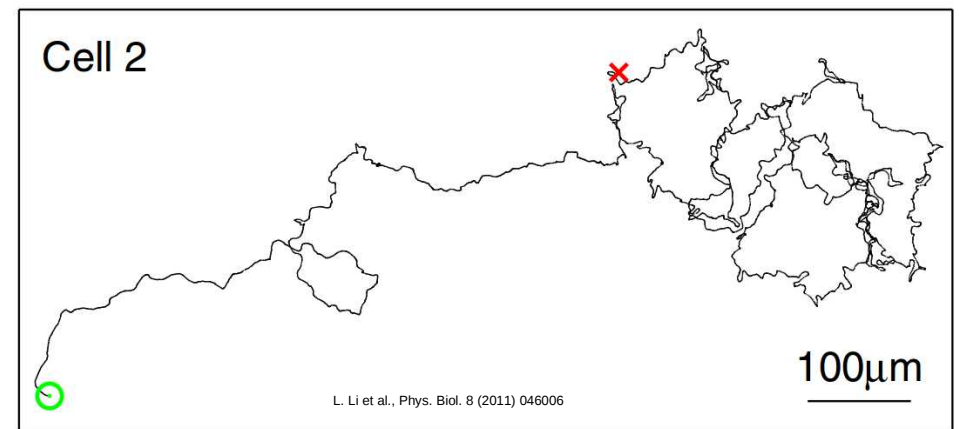 Cell 2
100μm
L. Li et al., Phys. Biol. 8 (2011) 046006